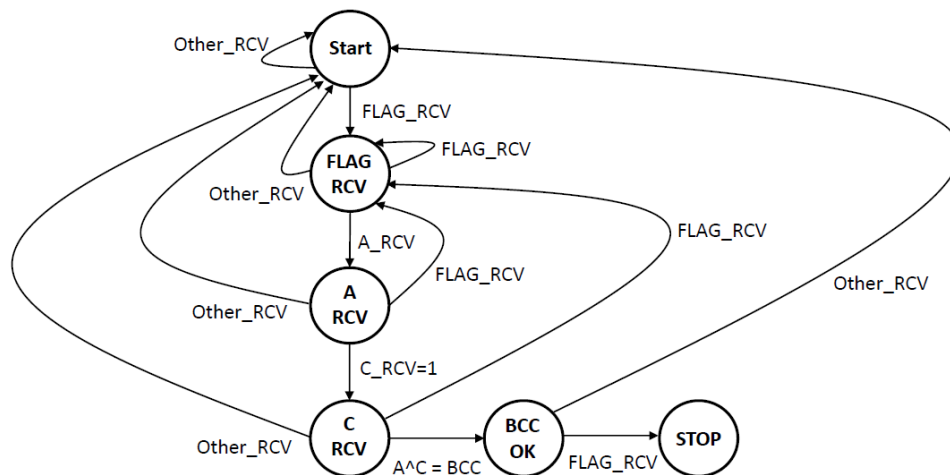 Other_RCV
Start
FLAG_RCV
FLAG
RCV
FLAG_RCV
Other_RCV
A_RCV
FLAG_RCV
FLAG_RCV
Other_RCV
A
RCV
Other_RCV
C_RCV=1
C
RCV
BCC
OK
STOP
Other_RCV
A^C = BCC
FLAG_RCV